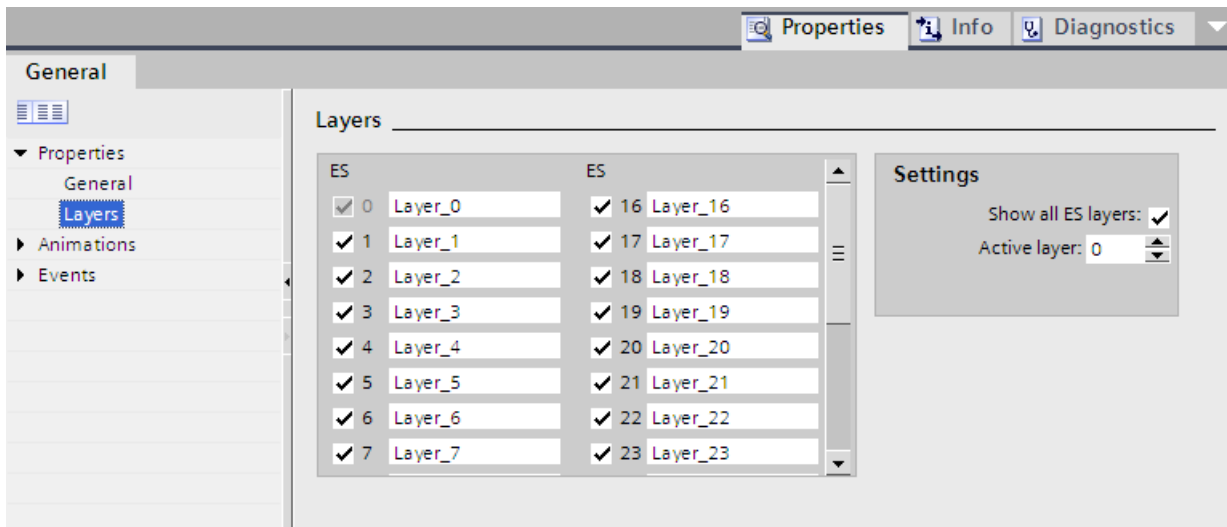 Properties Info Diagnostics
General
Layers
Properties
General
Layers
Animations
Events
ES ES
0 Layer_0 16 Layer_16
1 Layer_1 17 Layer_17
2 Layer_2 18 Layer_18
3 Layer_3 19 Layer_19
4 Layer_4 20 Layer_20
5 Layer_5 21 Layer_21
6 Layer_6 22 Layer_22
7 Layer_7 23 Layer_23
Settings
Show all ES layers:
Active layer: 0